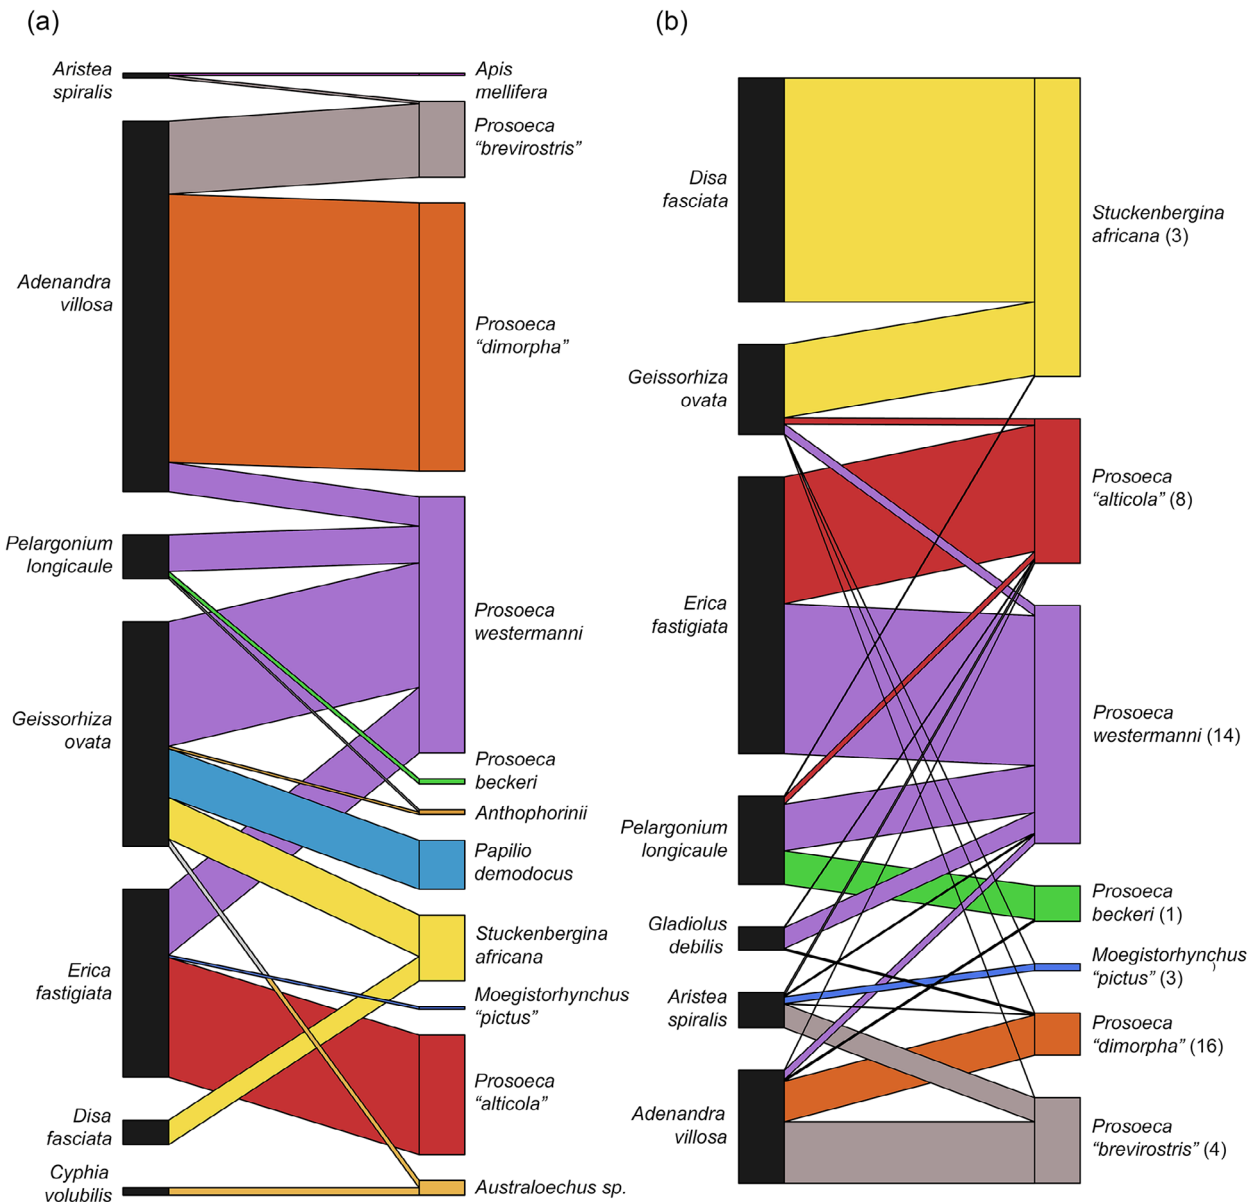 (a)
Aristea
spiralis
Adenandra
villosa
Pelargonium
longicaule
Geissorhiza
ovata
Erica
fastigiata
Disa
fasciata
Cyphia
volubilis
Apis
mellifera
Prosoeca
“brevirostris”
Prosoeca
“dimorpha”
Prosoeca
westermanni
Prosoeca
beckeri
Anthophorinii
Papilio
demodocus
Stuckenbergina
africana
Moegistorhynchus
“pictus”
Prosoeca
“alticola”
Australoechus sp.
(b)
Disa
fasciata
Geissorhiza
ovata
Erica
fastigiata
Pelargonium
longicaule
Gladiolus
debilis
Aristea
spiralis
Adenandra
villosa
Stuckenbergina
africana (3)
Prosoeca
“alticola” (8)
Prosoeca
westermanni (14)
Prosoeca
beckeri (1)
Moegistorhynchus
“pictus” (3)
Prosoeca
“dimorpha” (16)
Prosoeca
“brevirostris” (4)